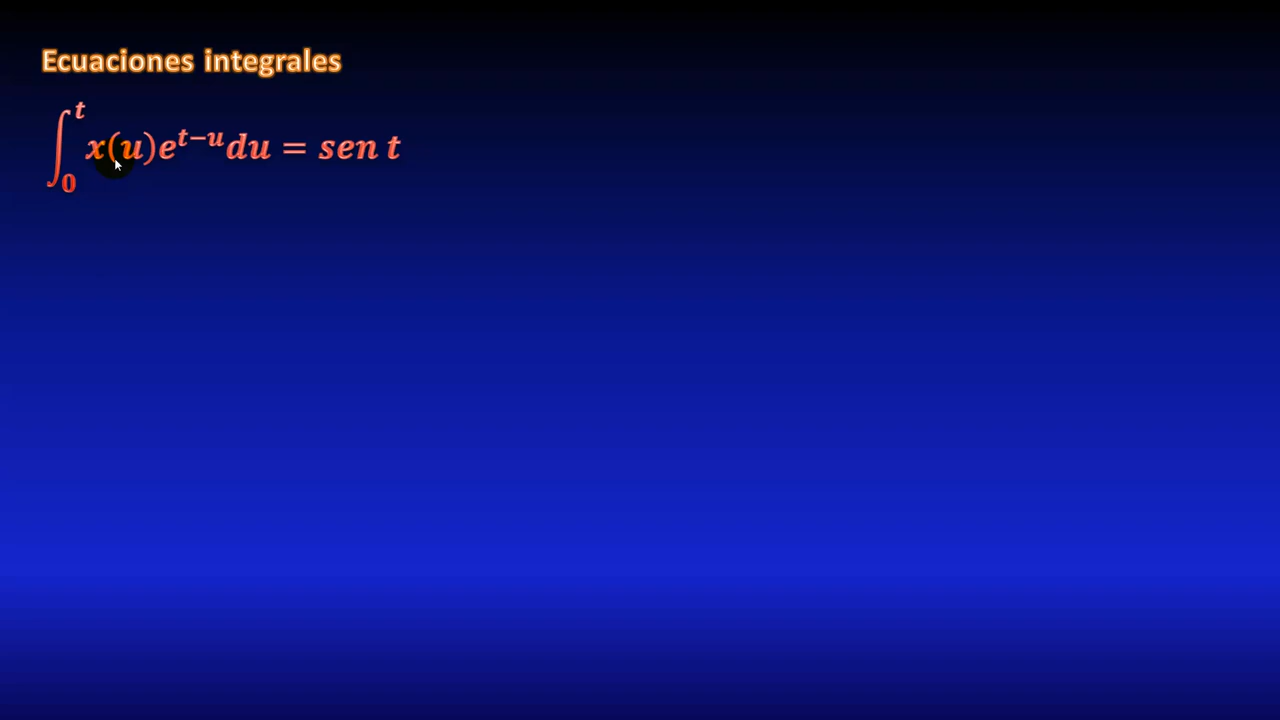 Ecuaciones integrales
∫₀ᵗ x(u)e^{t−u}du = sen t